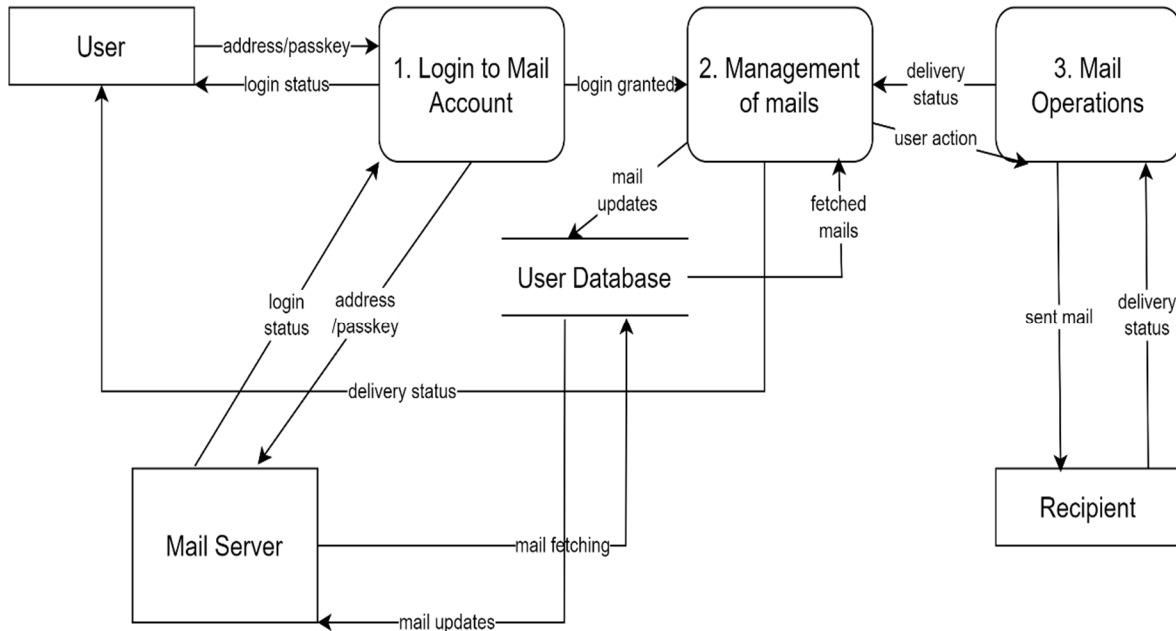 User
address/passkey
login status
1. Login to Mail
Account
login granted
2. Management
of mails
delivery
status
user action
3. Mail
Operations
mail
updates
fetched
mails
User Database
login
status
address
/passkey
sent mail
delivery
status
delivery status
Mail Server
mail fetching
mail updates
Recipient